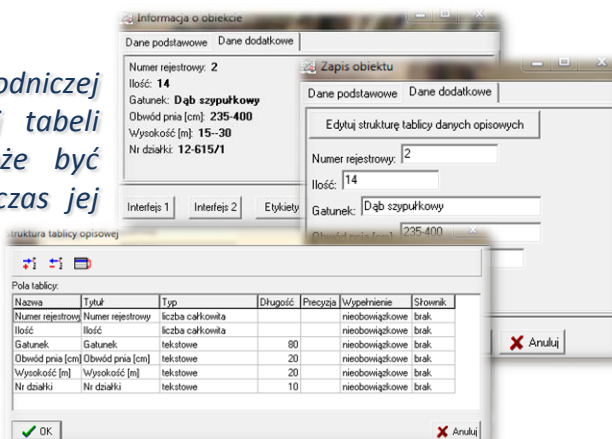 odniczej
tabeli
że być
czas jej
Informacja o obiekcie
Dane podstawowe Dane dodatkowe
Numer rejestrowy: 2
Ilość: 14
Gatunek: Dąb szypułkowy
Obwód pnia [cm]: 235-400
Wysokość [m]: 15--30
Nr działki: 12-615/1
Interfejs 1 Interfejs 2 Etykiety
Zapis obiektu
Dane podstawowe Dane dodatkowe
Edytuj strukturę tablicy danych opisowych
Numer rejestrowy: 2
Ilość: 14
Gatunek: Dąb szypułkowy
Obwód pnia [cm]: 235-400
Anuluj
truktura tablicy opisowej
Pola tablicy:
Nazwa Tytuł Typ Długość Precyzja Wypełnienie Słownik
Numer rejestrowy Numer rejestrowy liczba całkowita nieobowiązkowe brak
Ilość Ilość liczba całkowita nieobowiązkowe brak
Gatunek Gatunek tekstowe 80 nieobowiązkowe brak
Obwód pnia [cm] Obwód pnia [cm] tekstowe 20 nieobowiązkowe brak
Wysokość [m] Wysokość [m] tekstowe 20 nieobowiązkowe brak
Nr działki Nr działki tekstowe 10 nieobowiązkowe brak
OK Anuluj